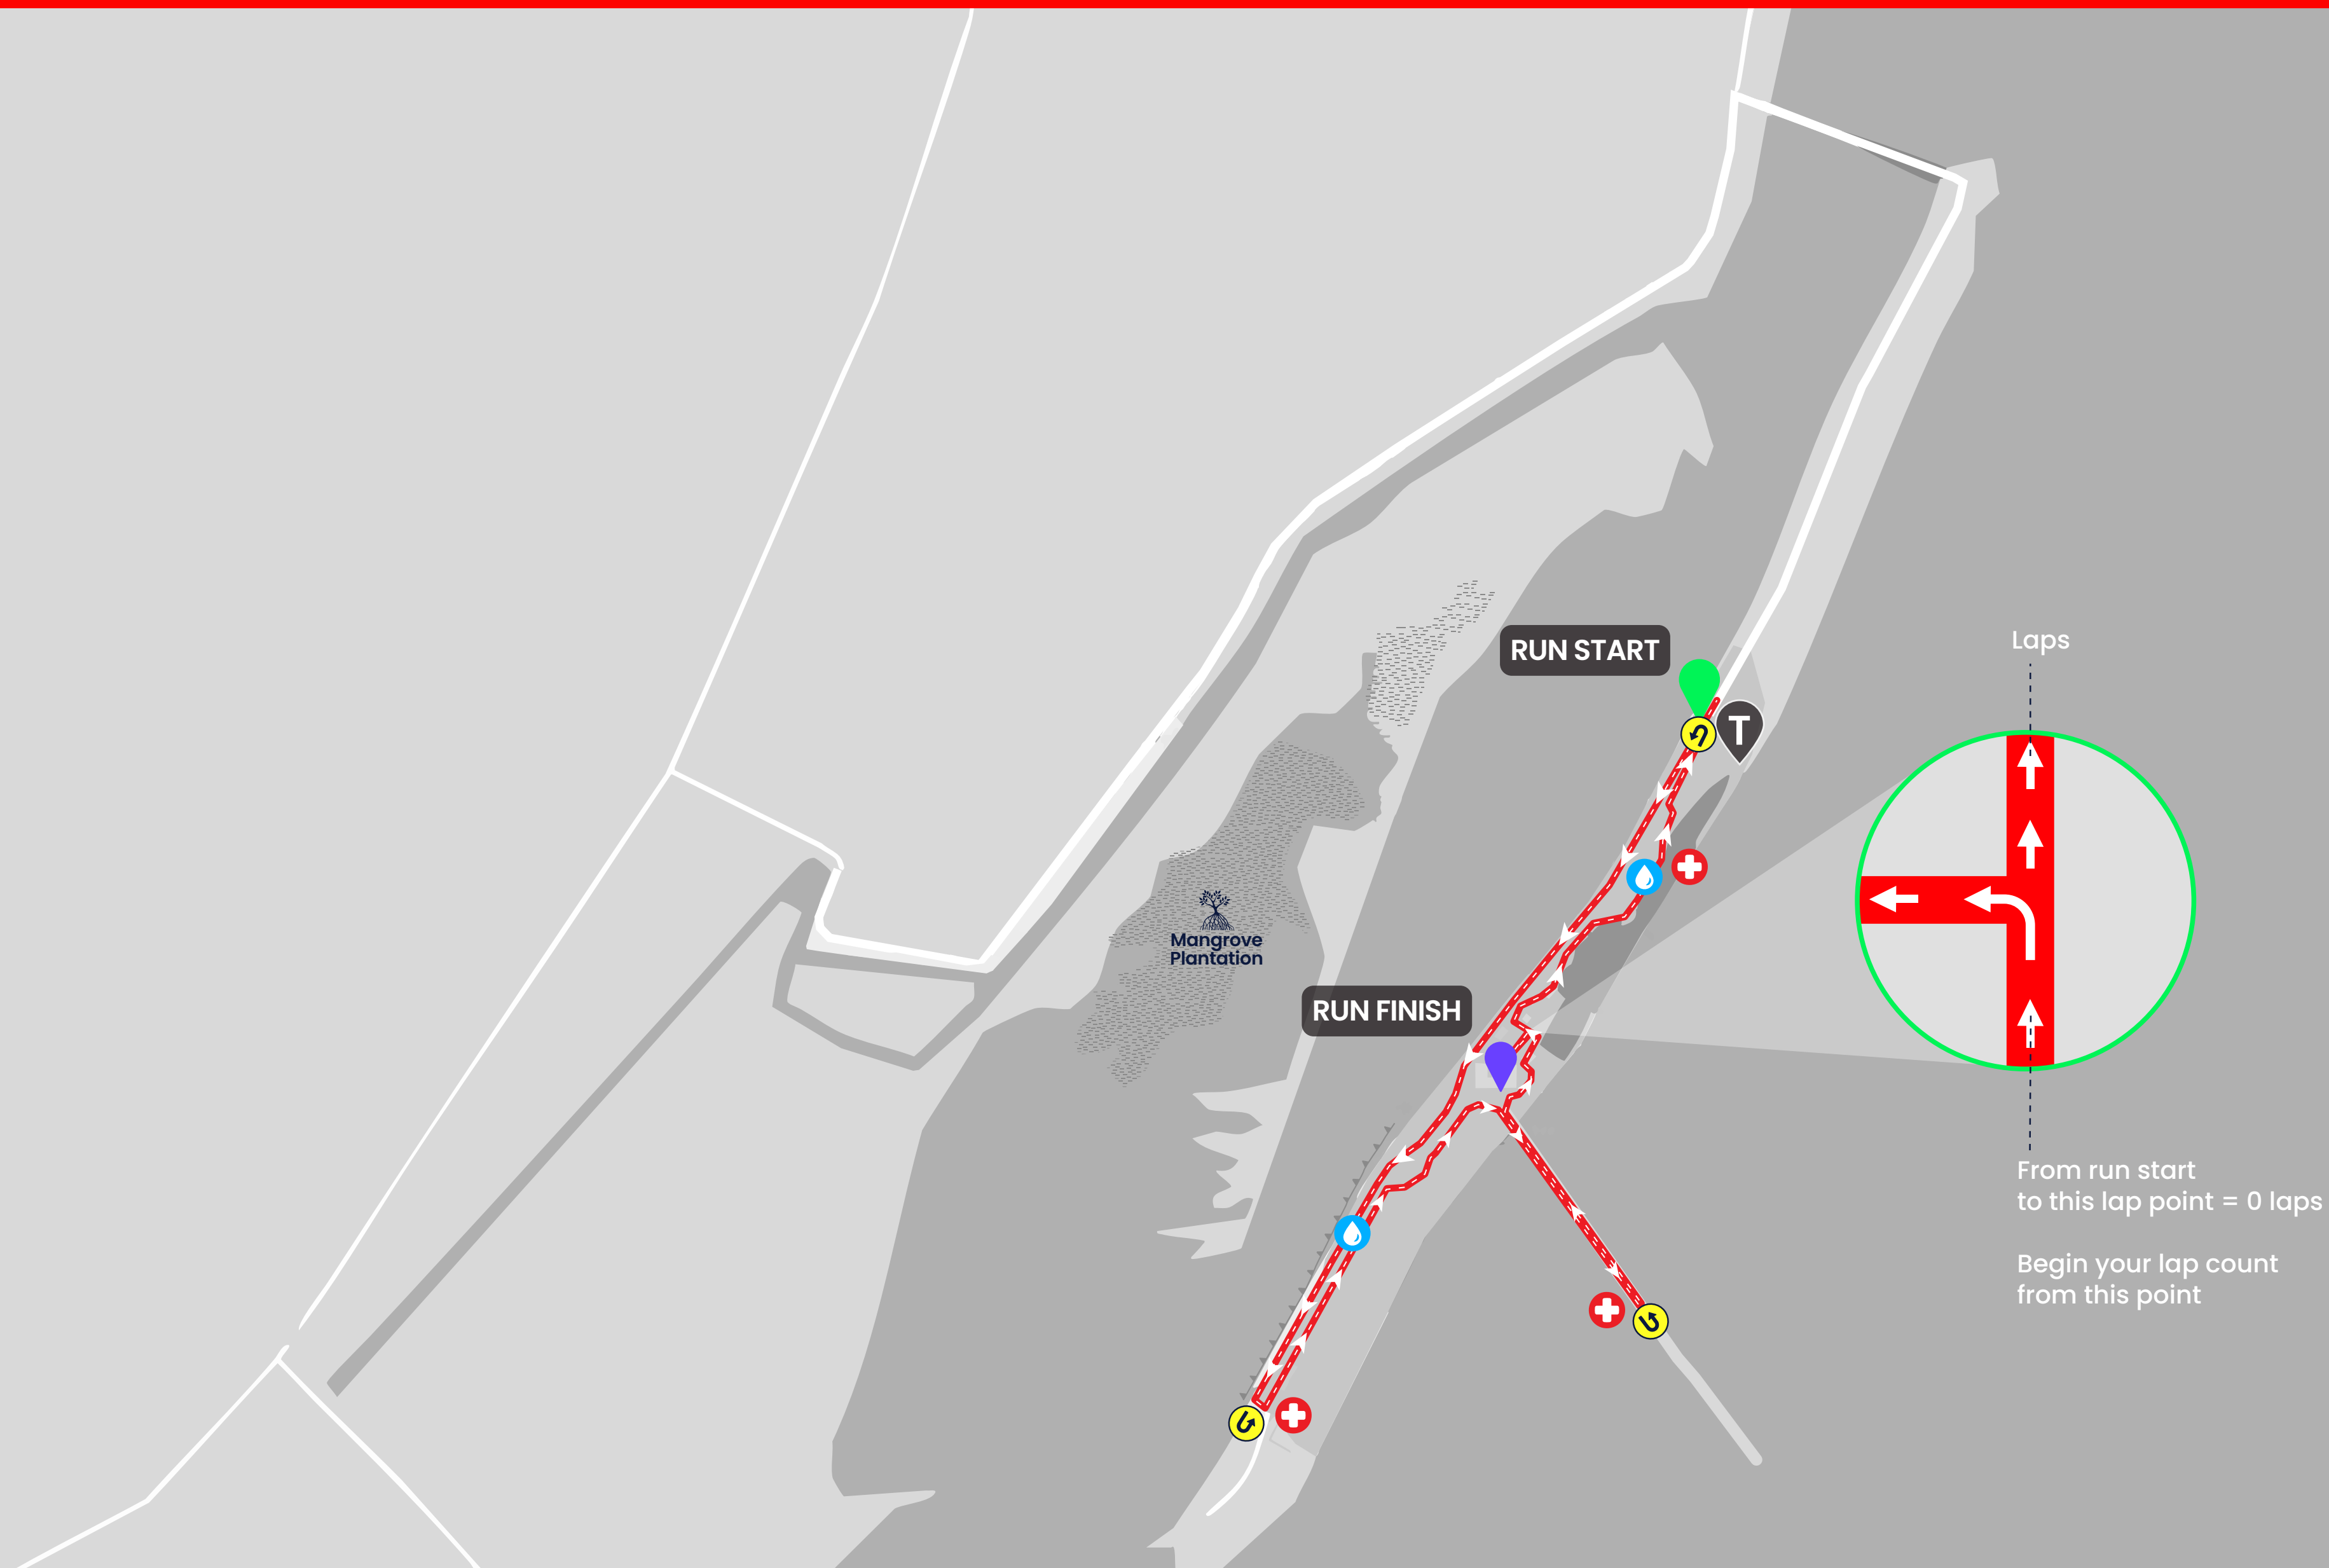 RUN START
T
Laps
Mangrove
Plantation
RUN FINISH
From run start
to this lap point = 0 laps
Begin your lap count
from this point